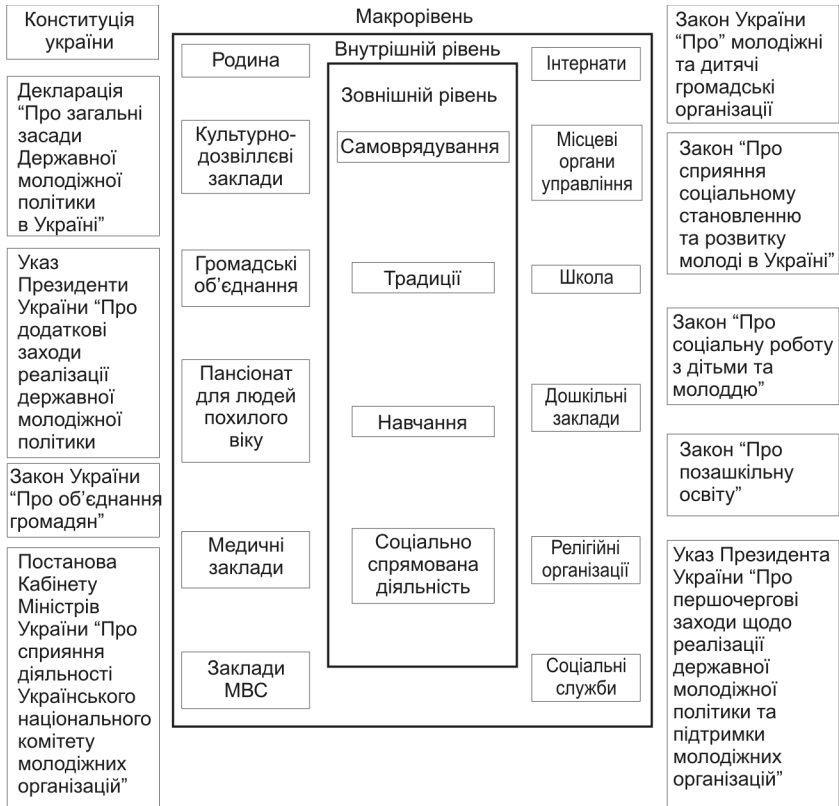 Макрорівень
Конституція
україни
Декларація
“Про загальні
засади
Державної
молодіжної
політики
в Україні”
Указ
Президенти
України “Про
додаткові
заходи
реалізації
державної
молодіжної
політики
Закон України
“Про об’єднання
громадян”
Постанова
Кабінету
Міністрів
України “Про
сприяння
діяльності
Українського
національного
комітету
молодіжних
організацій”
Внутрішній рівень
Родина
Культурно-
дозвіллєві
заклади
Громадські
об’єднання
Пансіонат
для людей
похилого
віку
Медичні
заклади
Заклади
МВС
Зовнішній рівень
Самоврядування
Традиції
Навчання
Соціально
спрямована
діяльність
Інтернати
Місцеві
органи
управління
Школа
Дошкільні
заклади
Релігійні
організації
Соціальні
служби
Закон України
“Про” молодіжні
та дитячі
громадські
організації
Закон “Про
сприяння
соціальному
становленню
та розвитку
молоді в Україні”
Закон “Про
соціальну роботу
з дітьми та
молоддю”
Закон “Про
позашкільну
освіту”
Указ Президента
України “Про
першочергові
заходи щодо
реалізації
державної
молодіжної
політики та
підтримки
молодіжних
організацій”